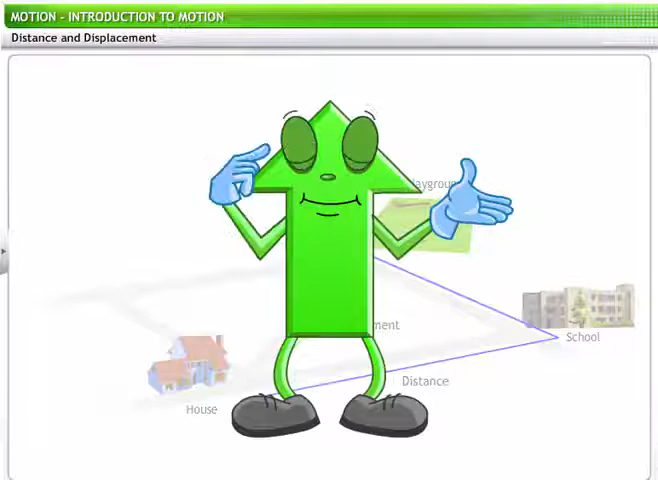 MOTION - INTRODUCTION TO MOTION
Distance and Displacement
School
Distance
House